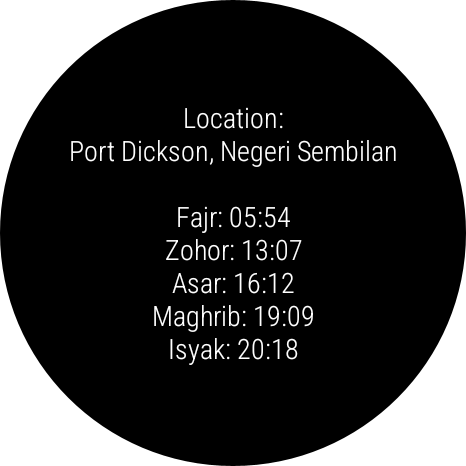 Location:
Port Dickson, Negeri Sembilan
Fajr: 05:54
Zohor: 13:07
Asar: 16:12
Maghrib: 19:09
Isyak: 20:18